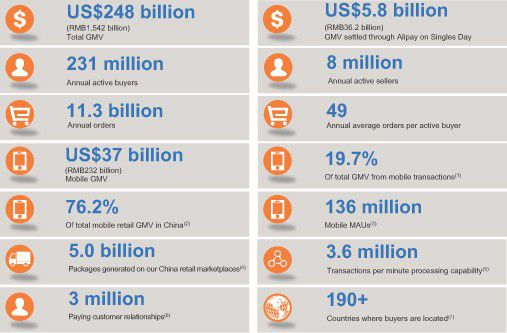 US$248 billion
(RMB1,542 billion)
Total GMV
US$5.8 billion
(RMB36.2 billion)
GMV settled through Alipay on Singles Day
231 million
Annual active buyers
8 million
Annual active sellers
11.3 billion
Annual orders
49
Annual average orders per active buyer
US$37 billion
(RMB232 billion)
Mobile GMV
19.7%
Of total GMV from mobile transactions(1)
76.2%
Of total mobile retail GMV in China(2)
136 million
Mobile MAUs(3)
5.0 billion
Packages generated on our China retail marketplaces(4)
3.6 million
Transactions per minute processing capability(5)
3 million
Paying customer relationships(6)
190+
Countries where buyers are located(7)